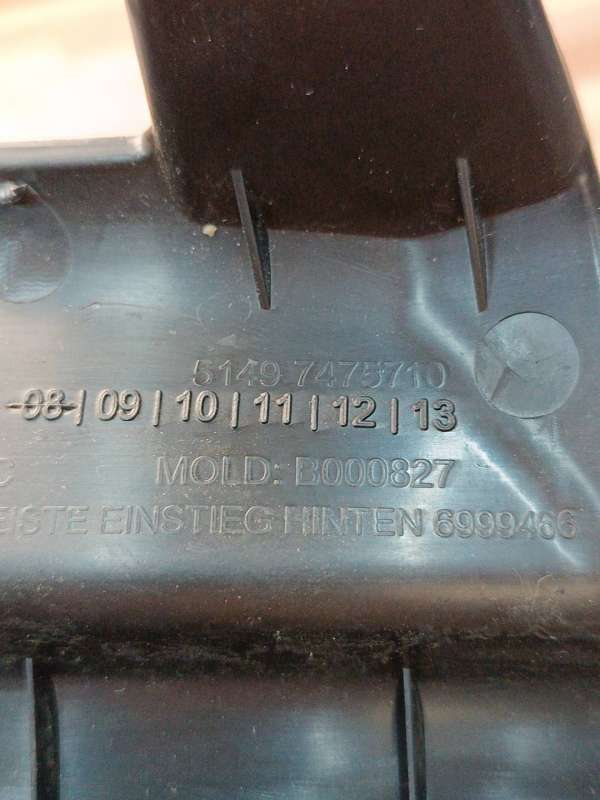 5149 7475710
08|09|10|11|12|13
C MOLD: B000827
EISTE EINSTIEG HINTEN 6999466